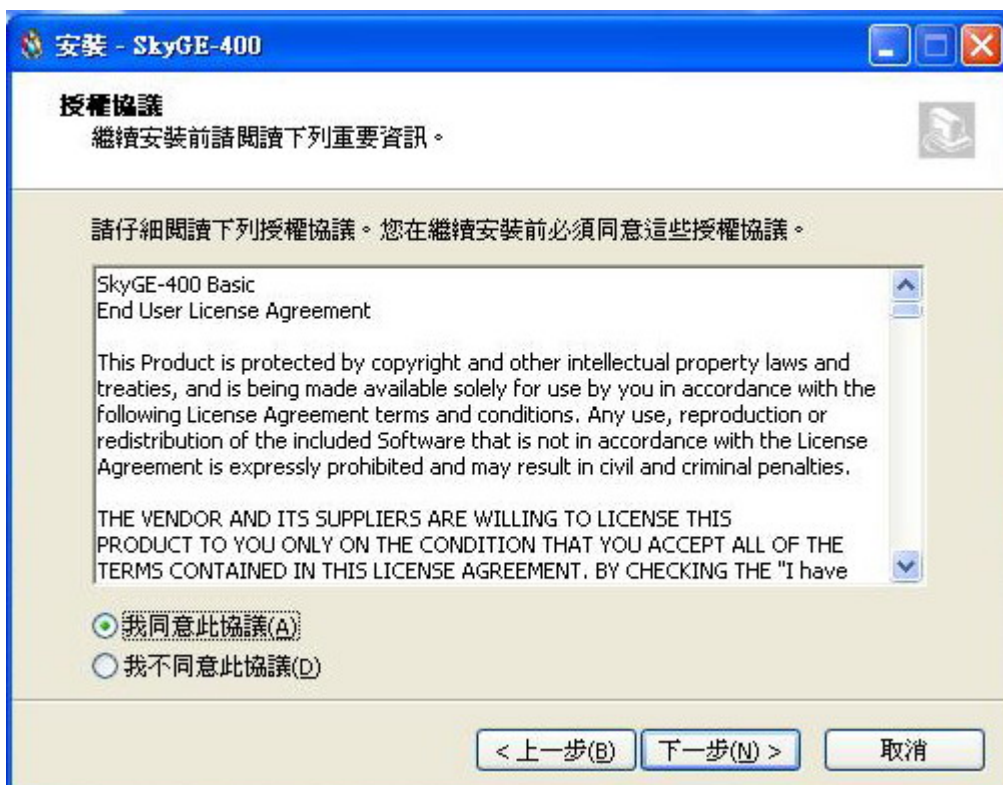 安裝 - SkyGE-400
授權協議
繼續安裝前請閱讀下列重要資訊。
請仔細閱讀下列授權協議。您在繼續安裝前必須同意這些授權協議。
SkyGE-400 Basic
End User License Agreement
This Product is protected by copyright and other intellectual property laws and
treaties, and is being made available solely for use by you in accordance with the
following License Agreement terms and conditions. Any use, reproduction or
redistribution of the included Software that is not in accordance with the License
Agreement is expressly prohibited and may result in civil and criminal penalties.
THE VENDOR AND ITS SUPPLIERS ARE WILLING TO LICENSE THIS
PRODUCT TO YOU ONLY ON THE CONDITION THAT YOU ACCEPT ALL OF THE
TERMS CONTAINED IN THIS LICENSE AGREEMENT. BY CHECKING THE "I have
我同意此協議(A)
我不同意此協議(D)
< 上一步(B) 下一步(N) > 取消